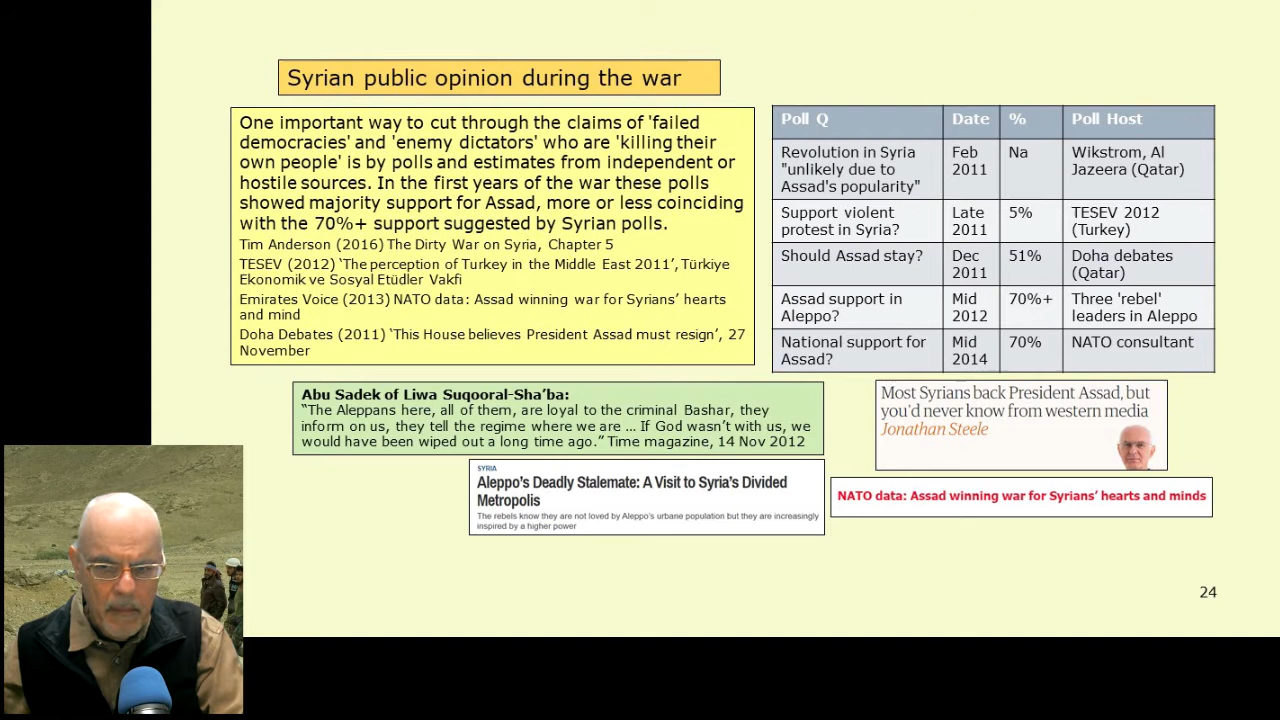 Syrian public opinion during the war
One important way to cut through the claims of 'failed
democracies' and 'enemy dictators' who are 'killing their
own people' is by polls and estimates from independent or
hostile sources. In the first years of the war these polls
showed majority support for Assad, more or less coinciding
with the 70%+ support suggested by Syrian polls.
Tim Anderson (2016) The Dirty War on Syria, Chapter 5
TESEV (2012) ‘The perception of Turkey in the Middle East 2011’, Türkiye
Ekonomik ve Sosyal Etüdler Vakfi
Emirates Voice (2013) NATO data: Assad winning war for Syrians’ hearts
and mind
Doha Debates (2011) ‘This House believes President Assad must resign’, 27
November
Poll Q Date % Poll Host
Revolution in Syria Feb Na Wikstrom, Al
"unlikely due to 2011 Jazeera (Qatar)
Assad's popularity"
Support violent Late 5% TESEV 2012
protest in Syria? 2011 (Turkey)
Should Assad stay? Dec 51% Doha debates
2011 (Qatar)
Assad support in Mid 70%+ Three 'rebel'
Aleppo? 2012 leaders in Aleppo
National support for Mid 70% NATO consultant
Assad? 2014
Abu Sadek of Liwa Suqooral-Sha’ba:
“The Aleppans here, all of them, are loyal to the criminal Bashar, they
inform on us, they tell the regime where we are … If God wasn’t with us, we
would have been wiped out a long time ago.” Time magazine, 14 Nov 2012
Most Syrians back President Assad, but
you’d never know from western media
Jonathan Steele
SYRIA
Aleppo’s Deadly Stalemate: A Visit to Syria’s Divided
Metropolis
The rebels know they are not loved by Aleppo’s urbane population but they are increasingly
inspired by a higher power
NATO data: Assad winning war for Syrians’ hearts and minds
24